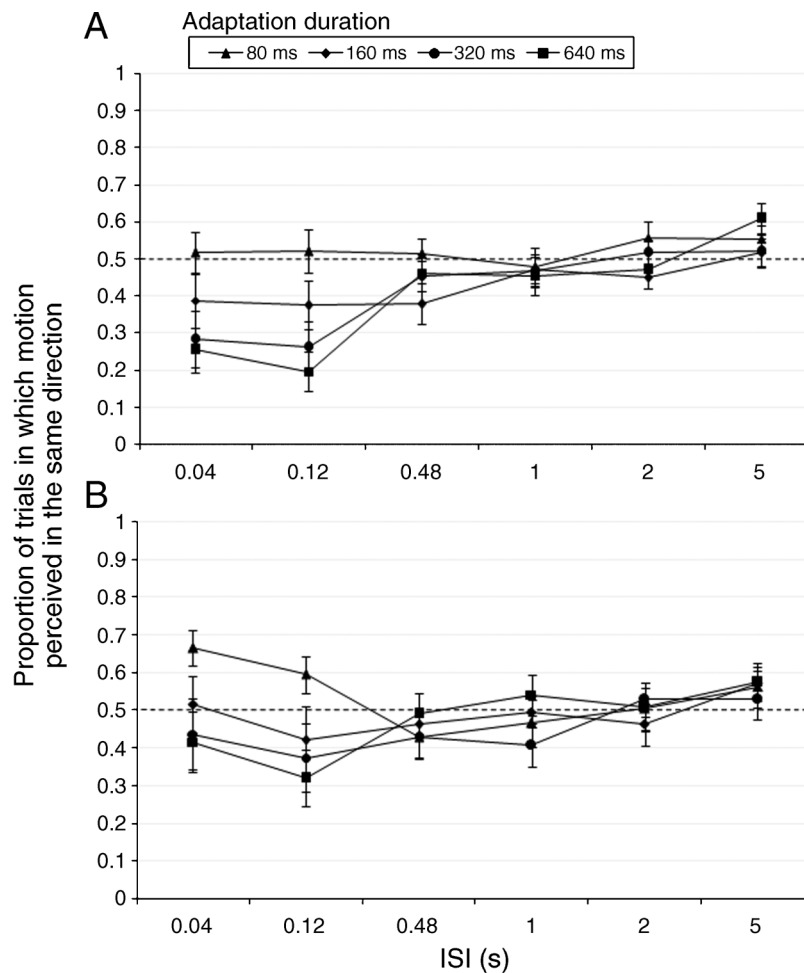 A
Adaptation duration
80 ms 160 ms 320 ms 640 ms
1
0.9
0.8
0.7
0.6
0.5
0.4
0.3
0.2
0.1
0
0.04 0.12 0.48 1 2 5
B
1
0.9
0.8
0.7
0.6
0.5
0.4
0.3
0.2
0.1
0
0.04 0.12 0.48 1 2 5
ISI (s)
Proportion of trials in which motion
perceived in the same direction